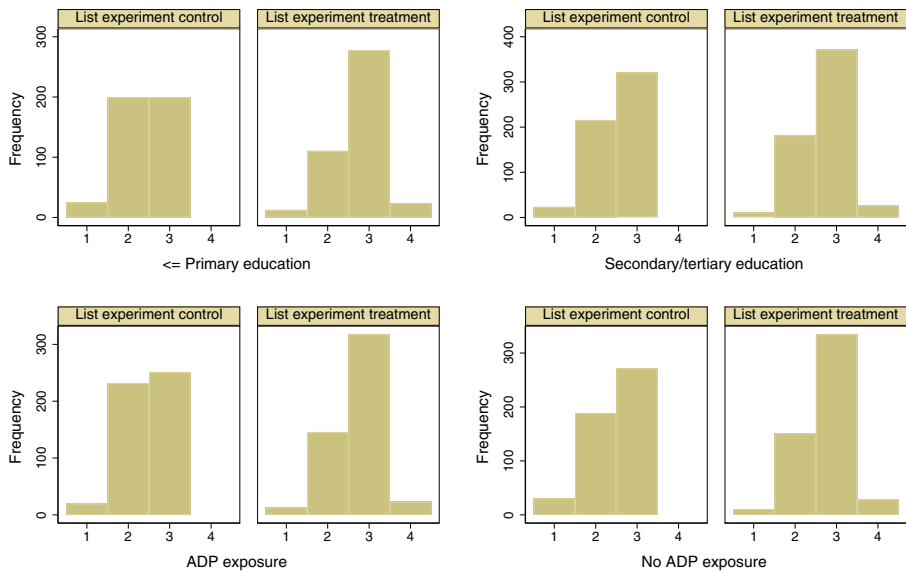 List experiment control
List experiment treatment
Frequency
0
100
200
300
1 2 3 4
1 2 3 4
<= Primary education
List experiment control
List experiment treatment
Frequency
0
100
200
300
400
1 2 3 4
1 2 3 4
Secondary/tertiary education
List experiment control
List experiment treatment
Frequency
0
100
200
300
1 2 3 4
1 2 3 4
ADP exposure
List experiment control
List experiment treatment
Frequency
0
100
200
300
1 2 3 4
1 2 3 4
No ADP exposure